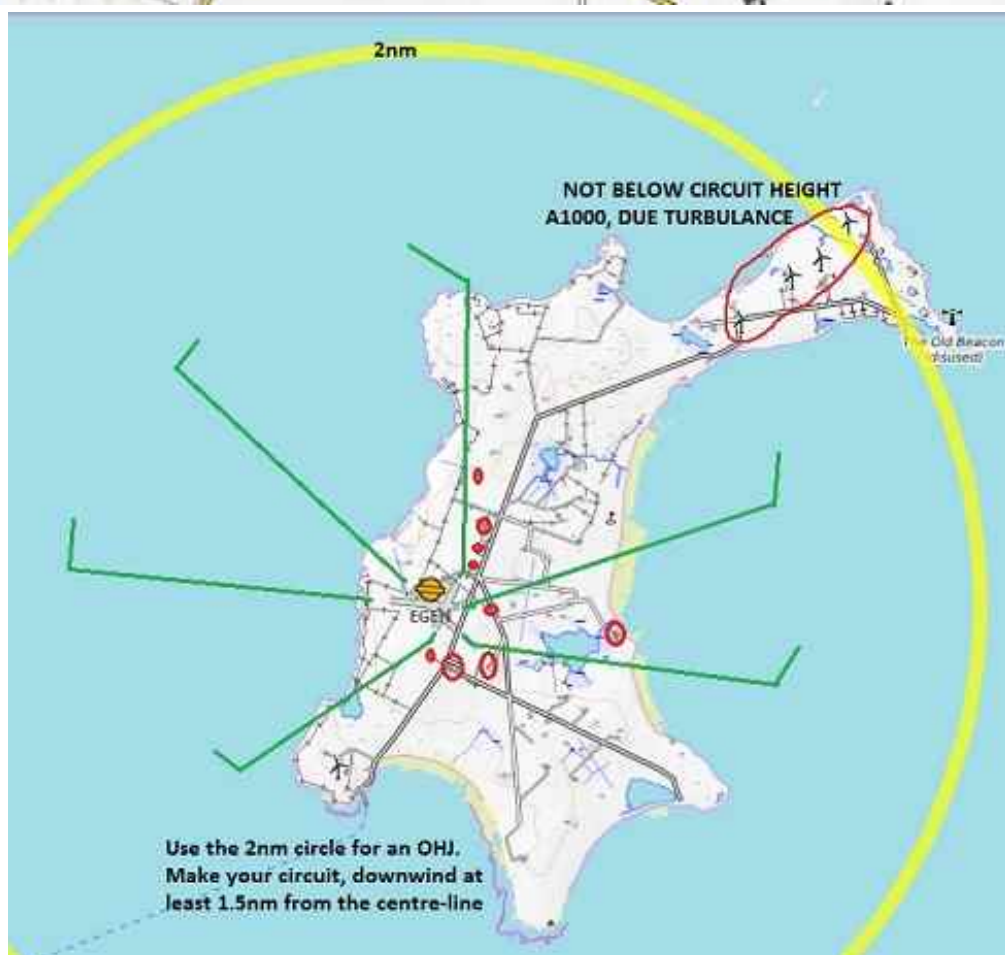 2nm
NOT BELOW CIRCUIT HEIGHT
A1000, DUE TURBULANCE
The Old Beacon
(disused)
Use the 2nm circle for an OHJ.
Make your circuit, downwind at
least 1.5nm from the centre-line